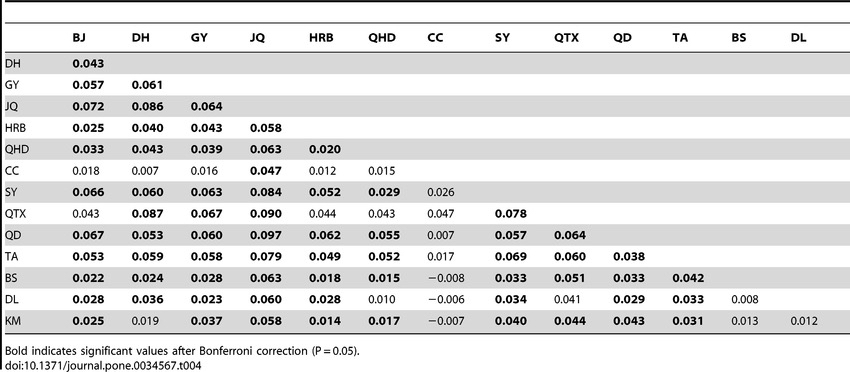 BJ DH GY JQ HRB QHD CC SY QTX QD TA BS DL
DH 0.043
GY 0.057 0.061
JQ 0.072 0.086 0.064
HRB 0.025 0.040 0.043 0.058
QHD 0.033 0.043 0.039 0.063 0.020
CC 0.018 0.007 0.016 0.047 0.012 0.015
SY 0.066 0.060 0.063 0.084 0.052 0.029 0.026
QTX 0.043 0.087 0.067 0.090 0.044 0.043 0.047 0.078
QD 0.067 0.053 0.060 0.097 0.062 0.055 0.007 0.057 0.064
TA 0.053 0.059 0.058 0.079 0.049 0.052 0.017 0.069 0.060 0.038
BS 0.022 0.024 0.028 0.063 0.018 0.015 −0.008 0.033 0.051 0.033 0.042
DL 0.028 0.036 0.023 0.060 0.028 0.010 −0.006 0.034 0.041 0.029 0.033 0.008
KM 0.025 0.019 0.037 0.058 0.014 0.017 −0.007 0.040 0.044 0.043 0.031 0.013 0.012
Bold indicates significant values after Bonferroni correction (P = 0.05).
doi:10.1371/journal.pone.0034567.t004